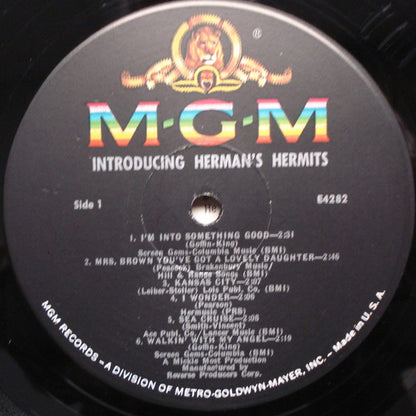 ®
M-G-M
INTRODUCING HERMAN'S HERMITS
Side 1
E4282
1. I'M INTO SOMETHING GOOD—2:31
(Goffin-King)
Screen Gems-Columbia Music (BMI)
2. MRS. BROWN YOU'VE GOT A LOVELY DAUGHTER—2:46
(Peacock) Brakenbury Music/
Hill & Range Songs (BMI)
3. KANSAS CITY—2:07
(Leiber-Stoller) Lois Publ. Co. (BMI)
4. I WONDER—2:06
(Pearson)
Hermusic (PRS)
5. SEA CRUISE—2:08
(Smith-Vincent)
Ace Publ. Co./Lancer Music (BMI)
6. WALKIN' WITH MY ANGEL—2:19
(Goffin-King)
Screen Gems-Columbia (BMI)
A Mickie Most Production
Manufactured by
Reverse Producers Corp.
MGM RECORDS—A DIVISION OF METRO-GOLDWYN-MAYER, INC. – Made in U. S. A.